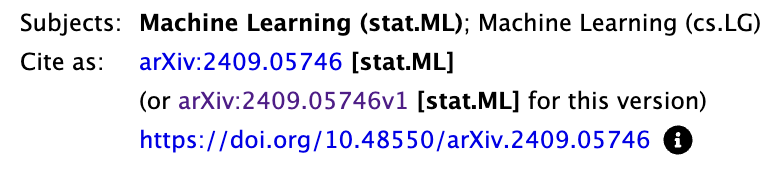 Subjects: Machine Learning (stat.ML); Machine Learning (cs.LG)
Cite as: arXiv:2409.05746 [stat.ML]
(or arXiv:2409.05746v1 [stat.ML] for this version)
https://doi.org/10.48550/arXiv.2409.05746